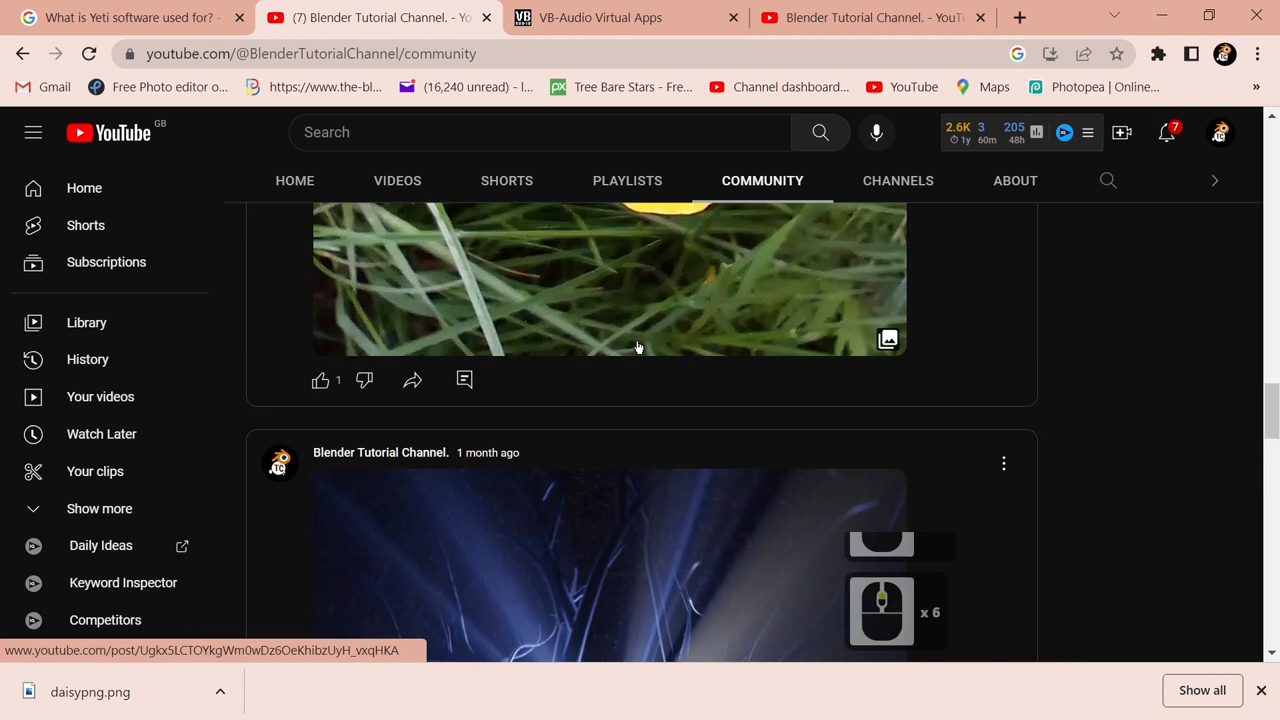 What is Yeti software used for? -
(7) Blender Tutorial Channel. - Yo
VB-Audio Virtual Apps
Blender Tutorial Channel. - YouTu
youtube.com/@BlenderTutorialChannel/community
Gmail
Free Photo editor o...
https://www.the-bl...
(16,240 unread) - I...
Tree Bare Stars - Fre...
Channel dashboard...
YouTube
Maps
Photopea | Online...
»
YouTube GB
Search
2.6K 3 205
1y 60m 48h
7
HOME
VIDEOS
SHORTS
PLAYLISTS
COMMUNITY
CHANNELS
ABOUT
Home
Shorts
Subscriptions
Library
History
Your videos
Watch Later
Your clips
Show more
Daily Ideas
Keyword Inspector
Competitors
1
Blender Tutorial Channel. 1 month ago
x 6
www.youtube.com/post/Ugkx5LCTOYkgWm0wDz6OeKhibzUyH_vxqHKA
daisypng.png
Show all